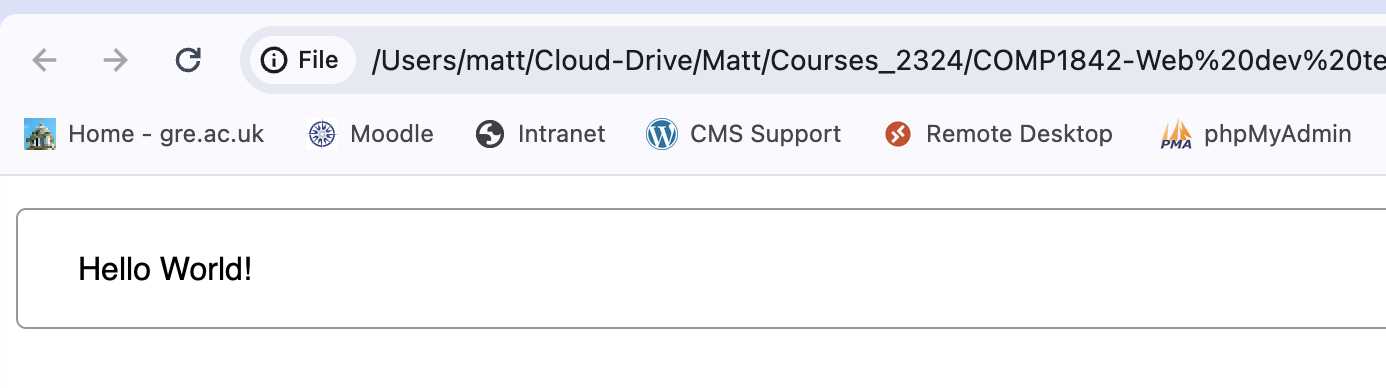 File /Users/matt/Cloud-Drive/Matt/Courses_2324/COMP1842-Web%20dev%20te
Home - gre.ac.uk Moodle Intranet CMS Support Remote Desktop PMA phpMyAdmin
Hello World!